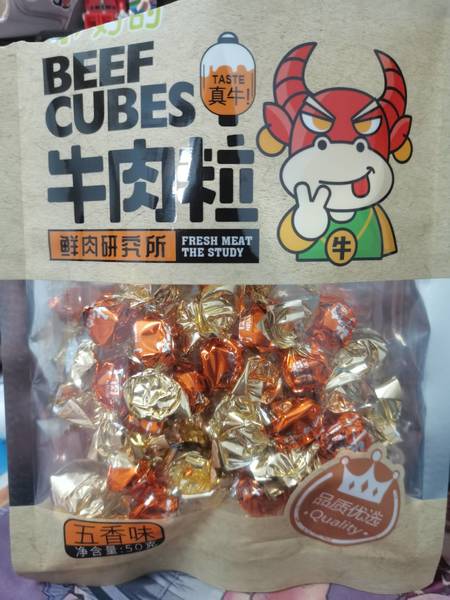 BEEF
CUBES
TASTE
真牛!
牛肉粒
鲜肉研究所
FRESH MEAT
THE STUDY
牛
品质优选
Quality
五香味
净含量:50克